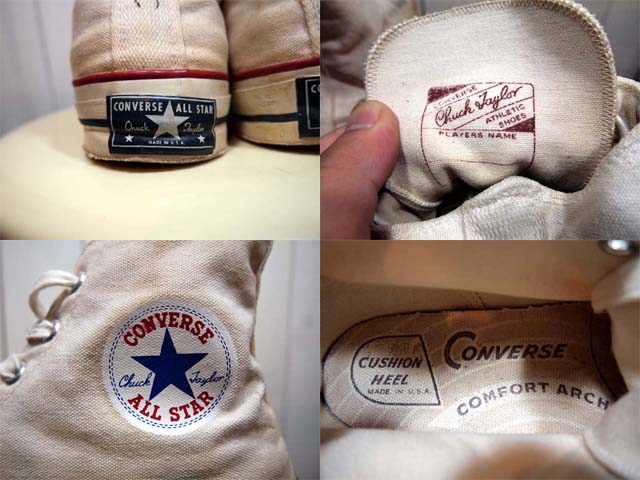 CONVERSE ALL STAR
Chuck Taylor
MADE IN U.S.A.
CONVERSE
Chuck Taylor
ATHLETIC
SHOES
PLAYERS NAME
CONVERSE
Chuck Taylor
ALL STAR
CUSHION
HEEL
MADE IN U.S.A.
CONVERSE
COMFORT ARCH